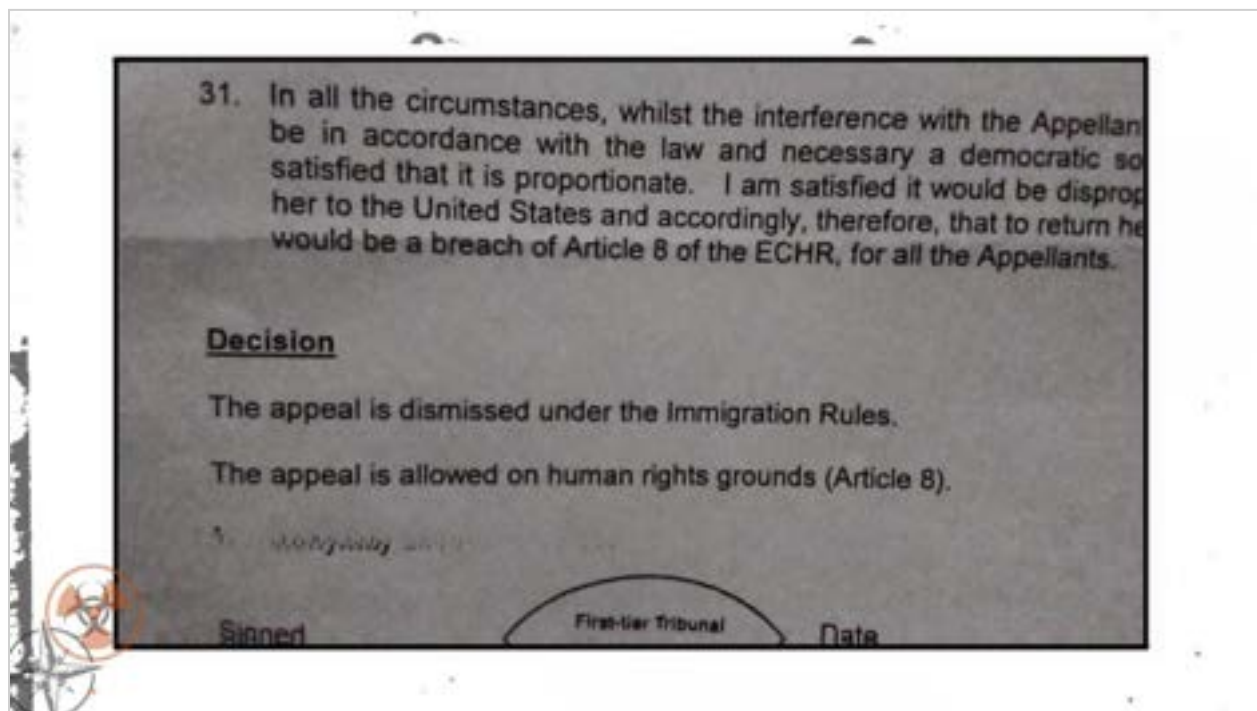 31. In all the circumstances, whilst the interference with the Appellan
be in accordance with the law and necessary a democratic so
satisfied that it is proportionate. I am satisfied it would be disprop
her to the United States and accordingly, therefore, that to return he
would be a breach of Article 8 of the ECHR, for all the Appellants.
Decision
The appeal is dismissed under the Immigration Rules.
The appeal is allowed on human rights grounds (Article 8).
Signed First-tier Tribunal Date